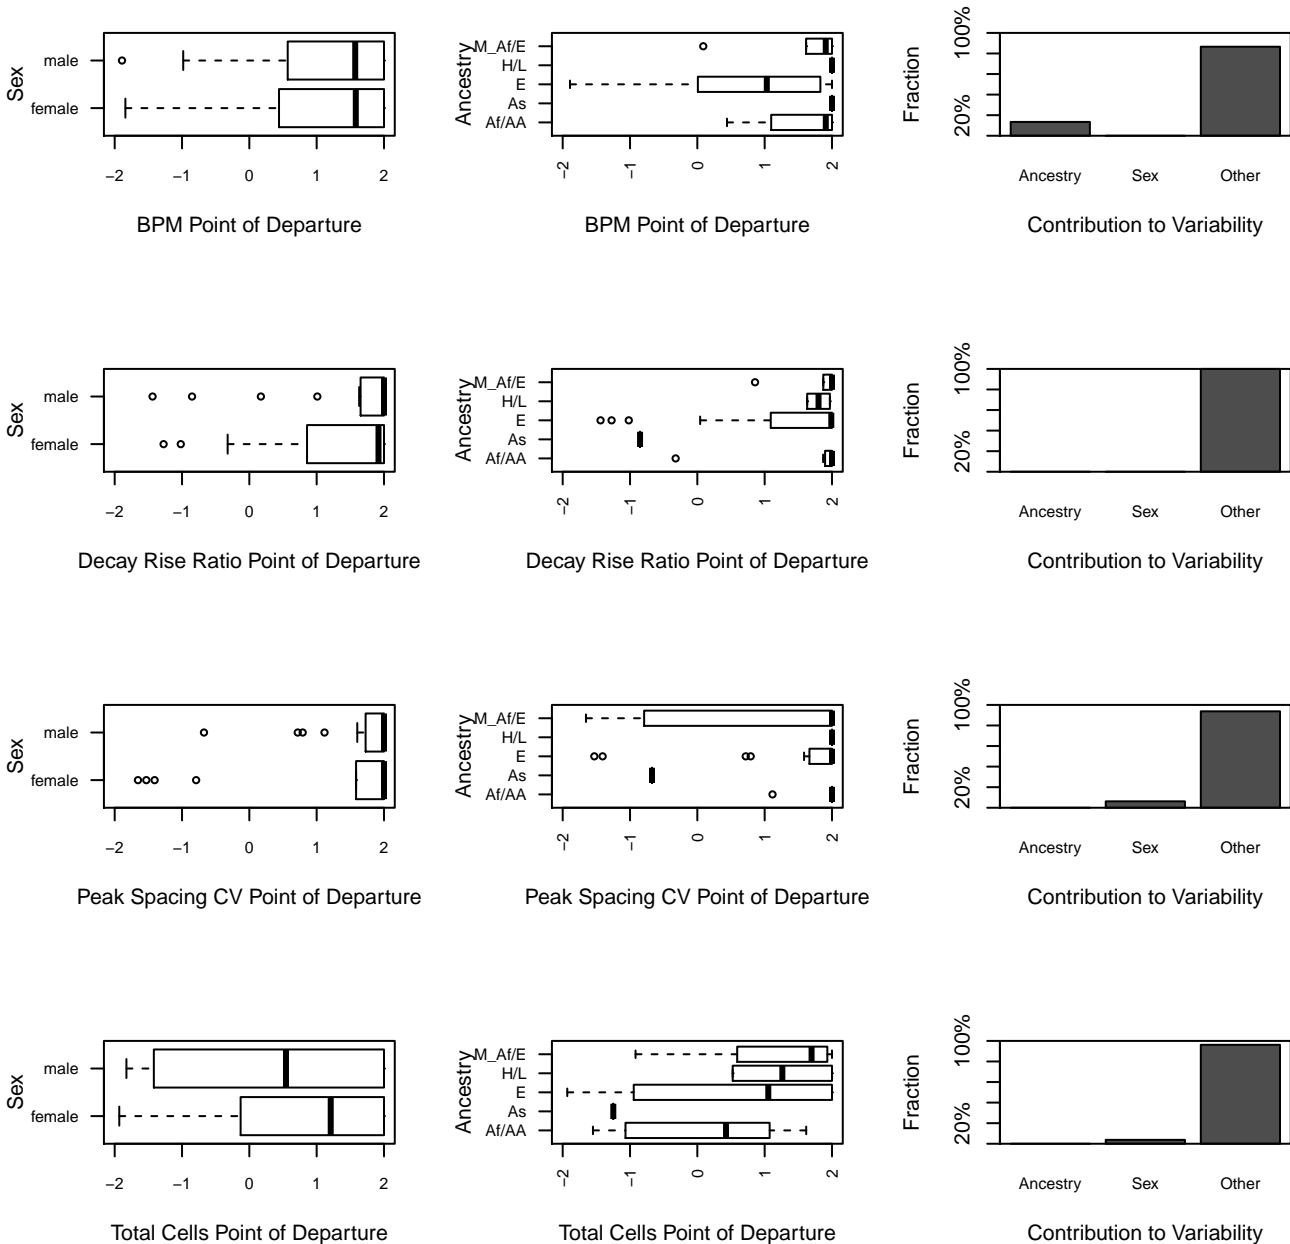 Sex
male
female
−2 −1 0 1 2
BPM Point of Departure
Ancestry
M_Af/E
H/L
E
As
Af/AA
−2 −1 0 1 2
BPM Point of Departure
Fraction
100%
20%
Ancestry Sex Other
Contribution to Variability
Sex
male
female
−2 −1 0 1 2
Decay Rise Ratio Point of Departure
Ancestry
M_Af/E
H/L
E
As
Af/AA
−2 −1 0 1 2
Decay Rise Ratio Point of Departure
Fraction
100%
20%
Ancestry Sex Other
Contribution to Variability
Sex
male
female
−2 −1 0 1 2
Peak Spacing CV Point of Departure
Ancestry
M_Af/E
H/L
E
As
Af/AA
−2 −1 0 1 2
Peak Spacing CV Point of Departure
Fraction
100%
20%
Ancestry Sex Other
Contribution to Variability
Sex
male
female
−2 −1 0 1 2
Total Cells Point of Departure
Ancestry
M_Af/E
H/L
E
As
Af/AA
−2 −1 0 1 2
Total Cells Point of Departure
Fraction
100%
20%
Ancestry Sex Other
Contribution to Variability